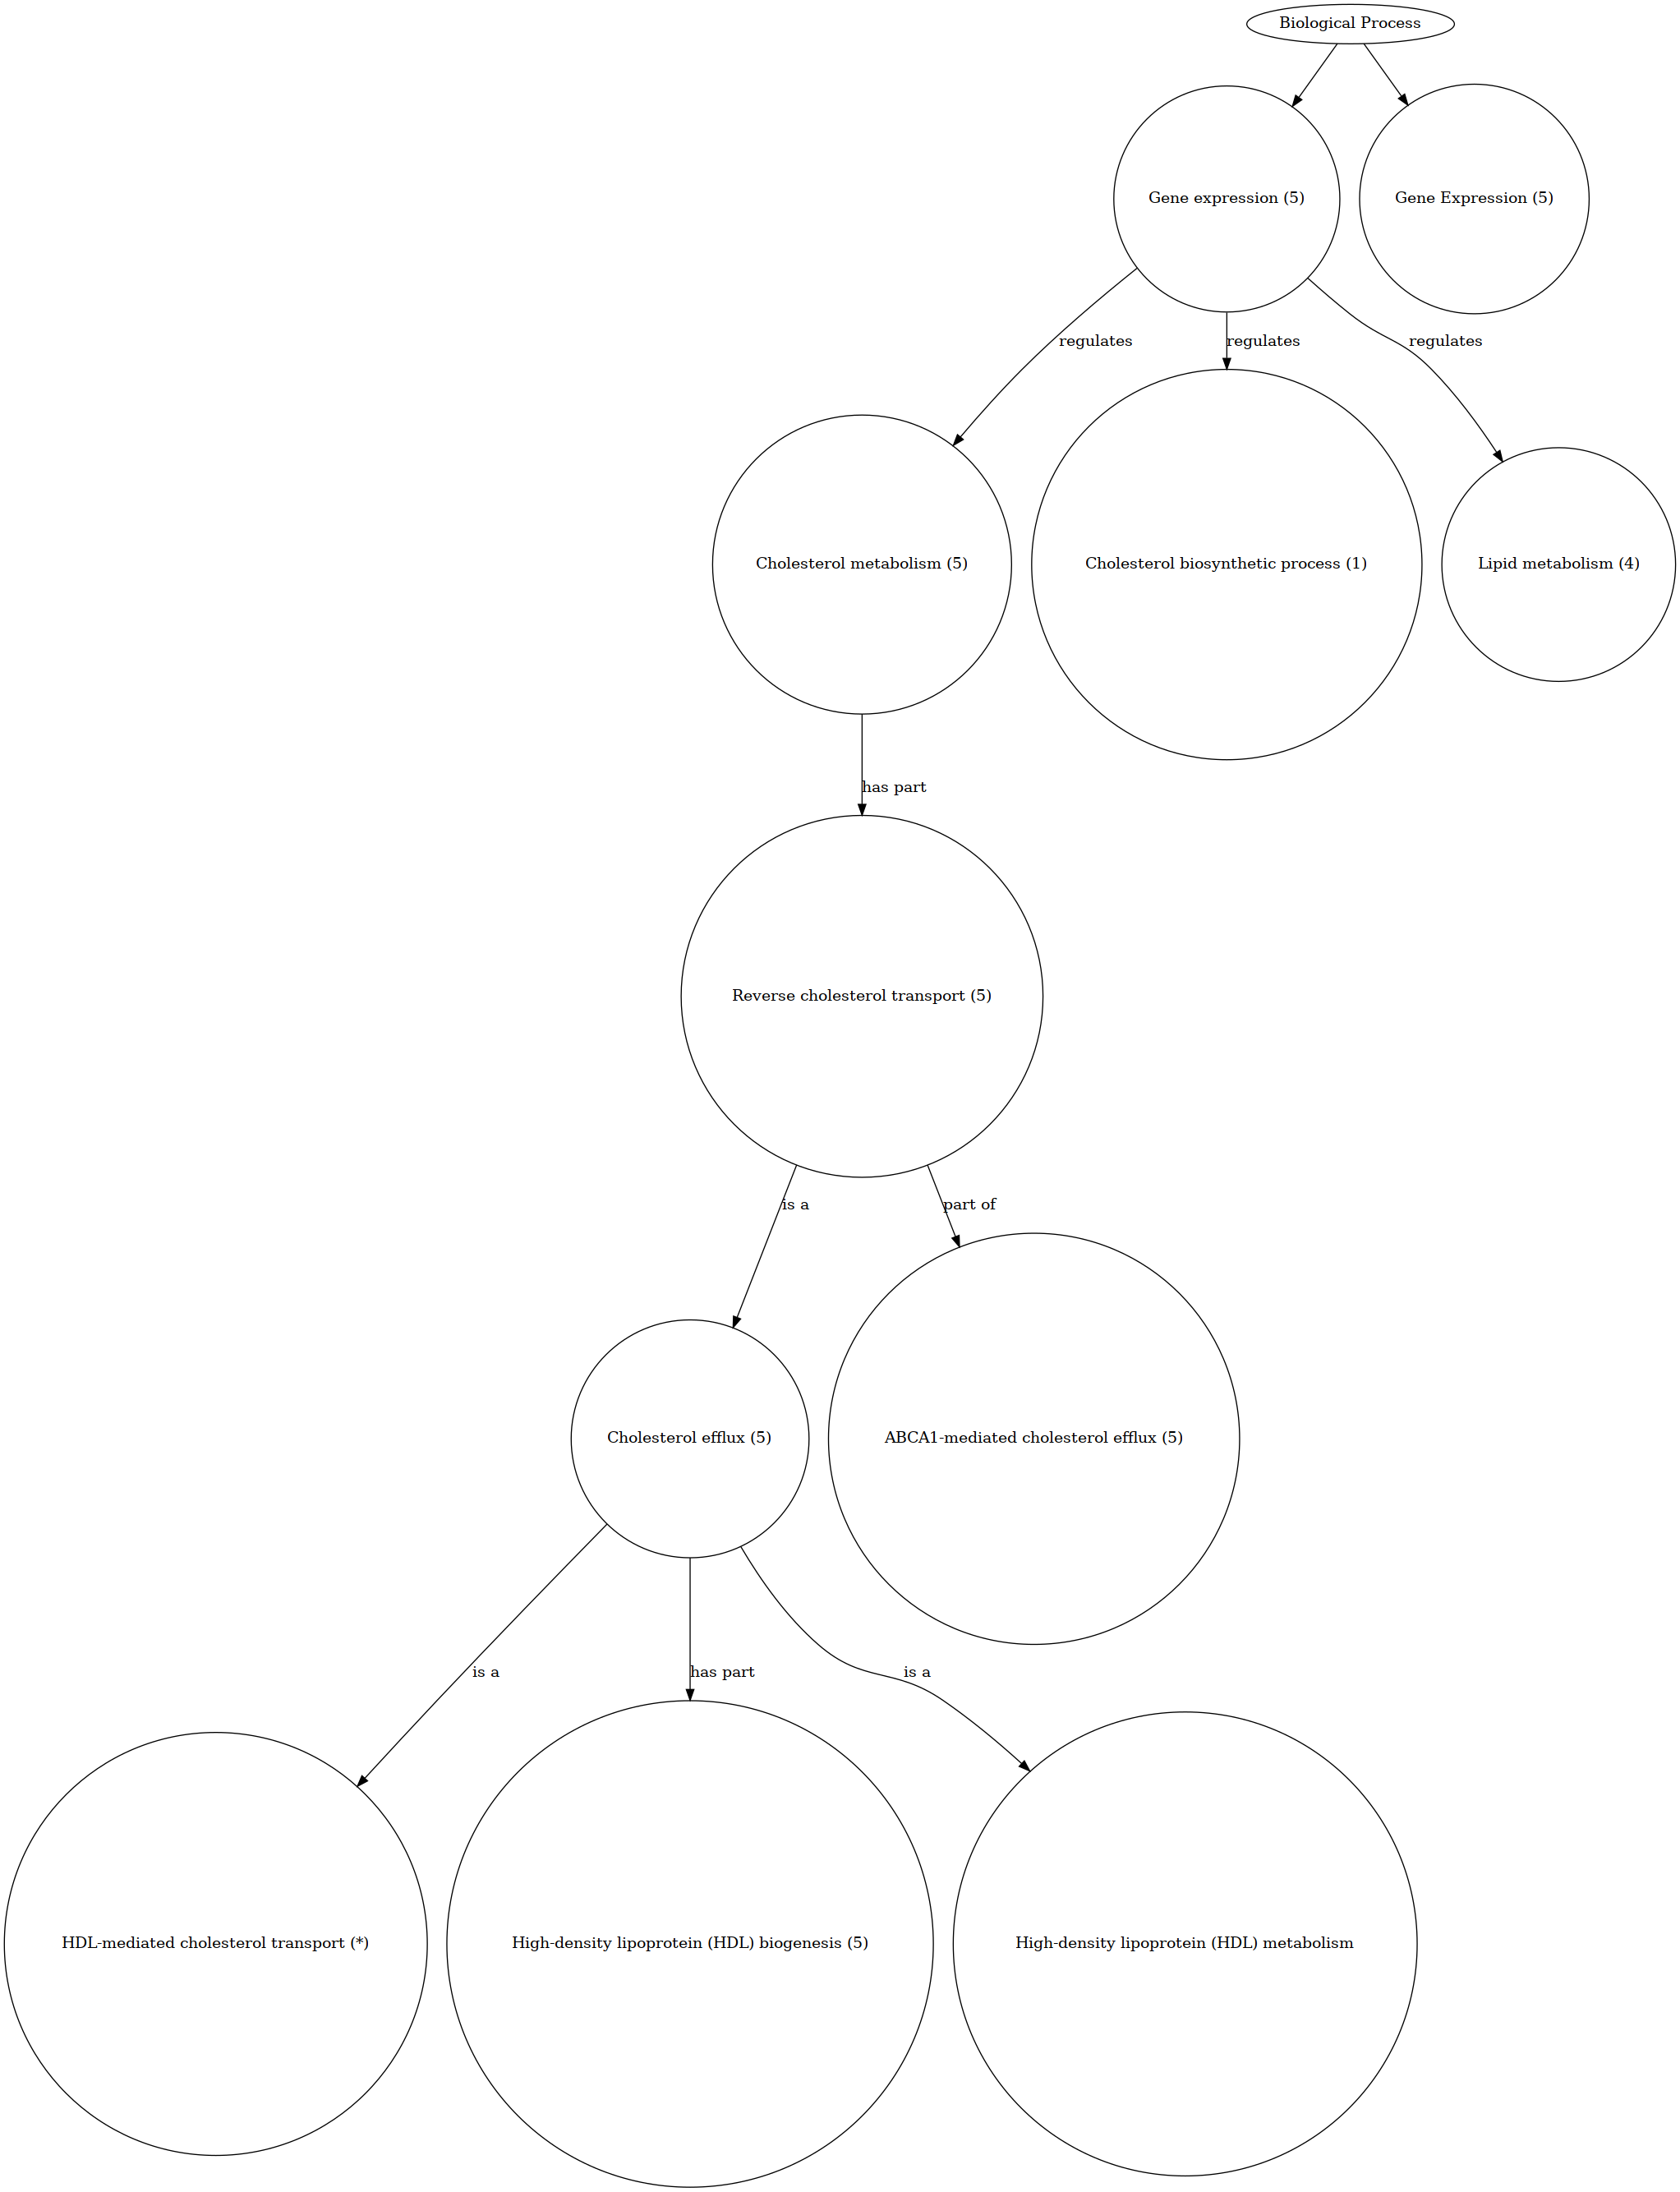 Biological Process
Gene expression (5)
Gene Expression (5)
regulates
regulates
regulates
Cholesterol metabolism (5)
Cholesterol biosynthetic process (1)
Lipid metabolism (4)
has part
Reverse cholesterol transport (5)
is a
part of
Cholesterol efflux (5)
ABCA1-mediated cholesterol efflux (5)
is a
has part
is a
HDL-mediated cholesterol transport (*)
High-density lipoprotein (HDL) biogenesis (5)
High-density lipoprotein (HDL) metabolism